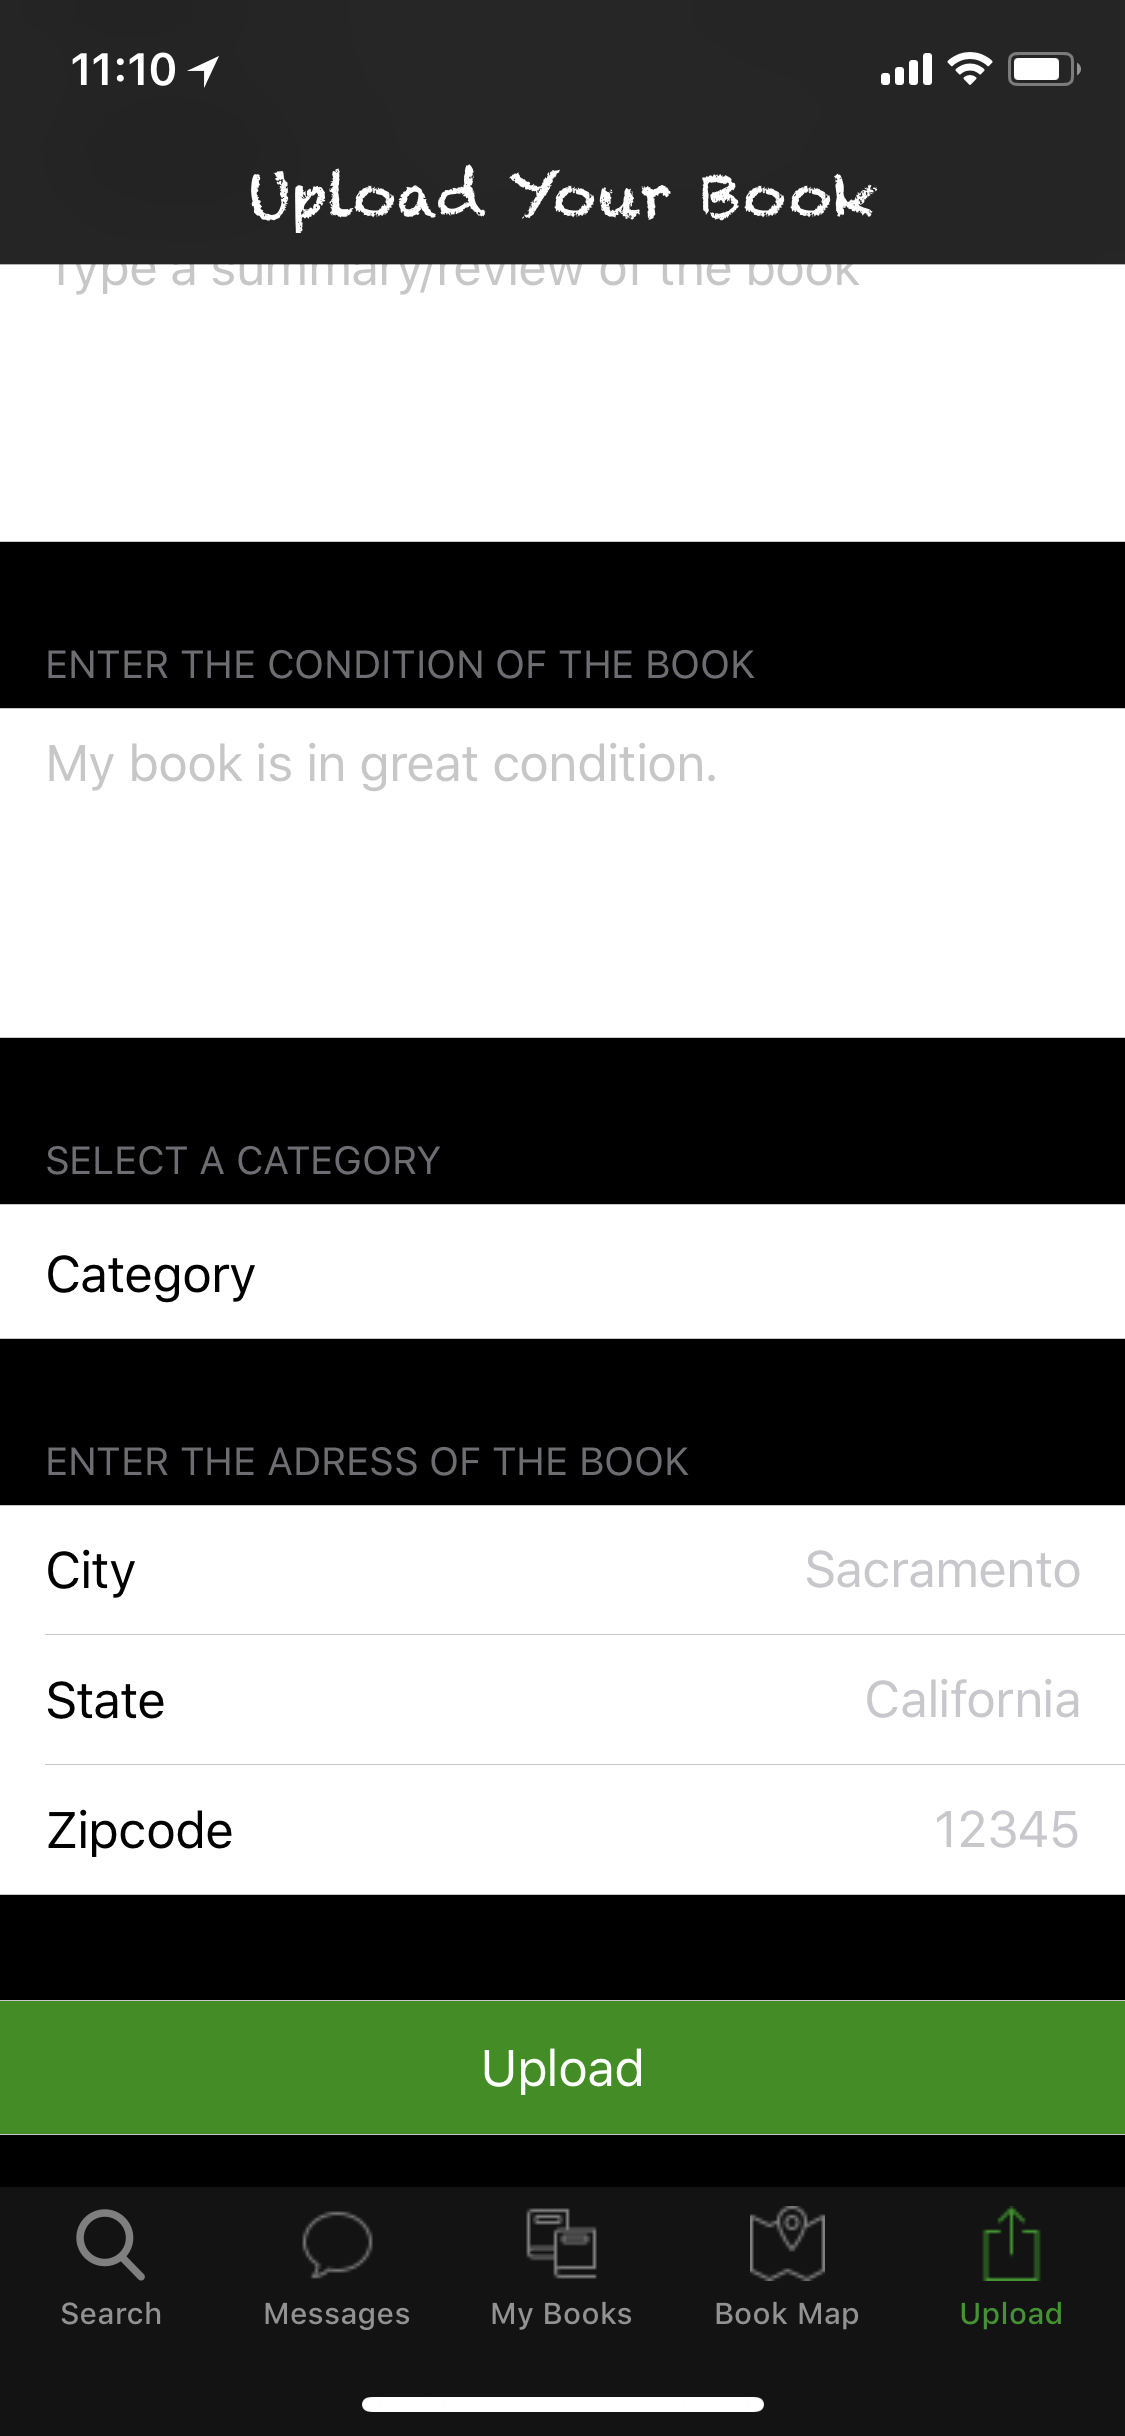 11:10
Upload Your Book
Type a summary/review of the book
ENTER THE CONDITION OF THE BOOK
My book is in great condition.
SELECT A CATEGORY
Category
ENTER THE ADRESS OF THE BOOK
City Sacramento
State California
Zipcode 12345
Upload
Search Messages My Books Book Map Upload